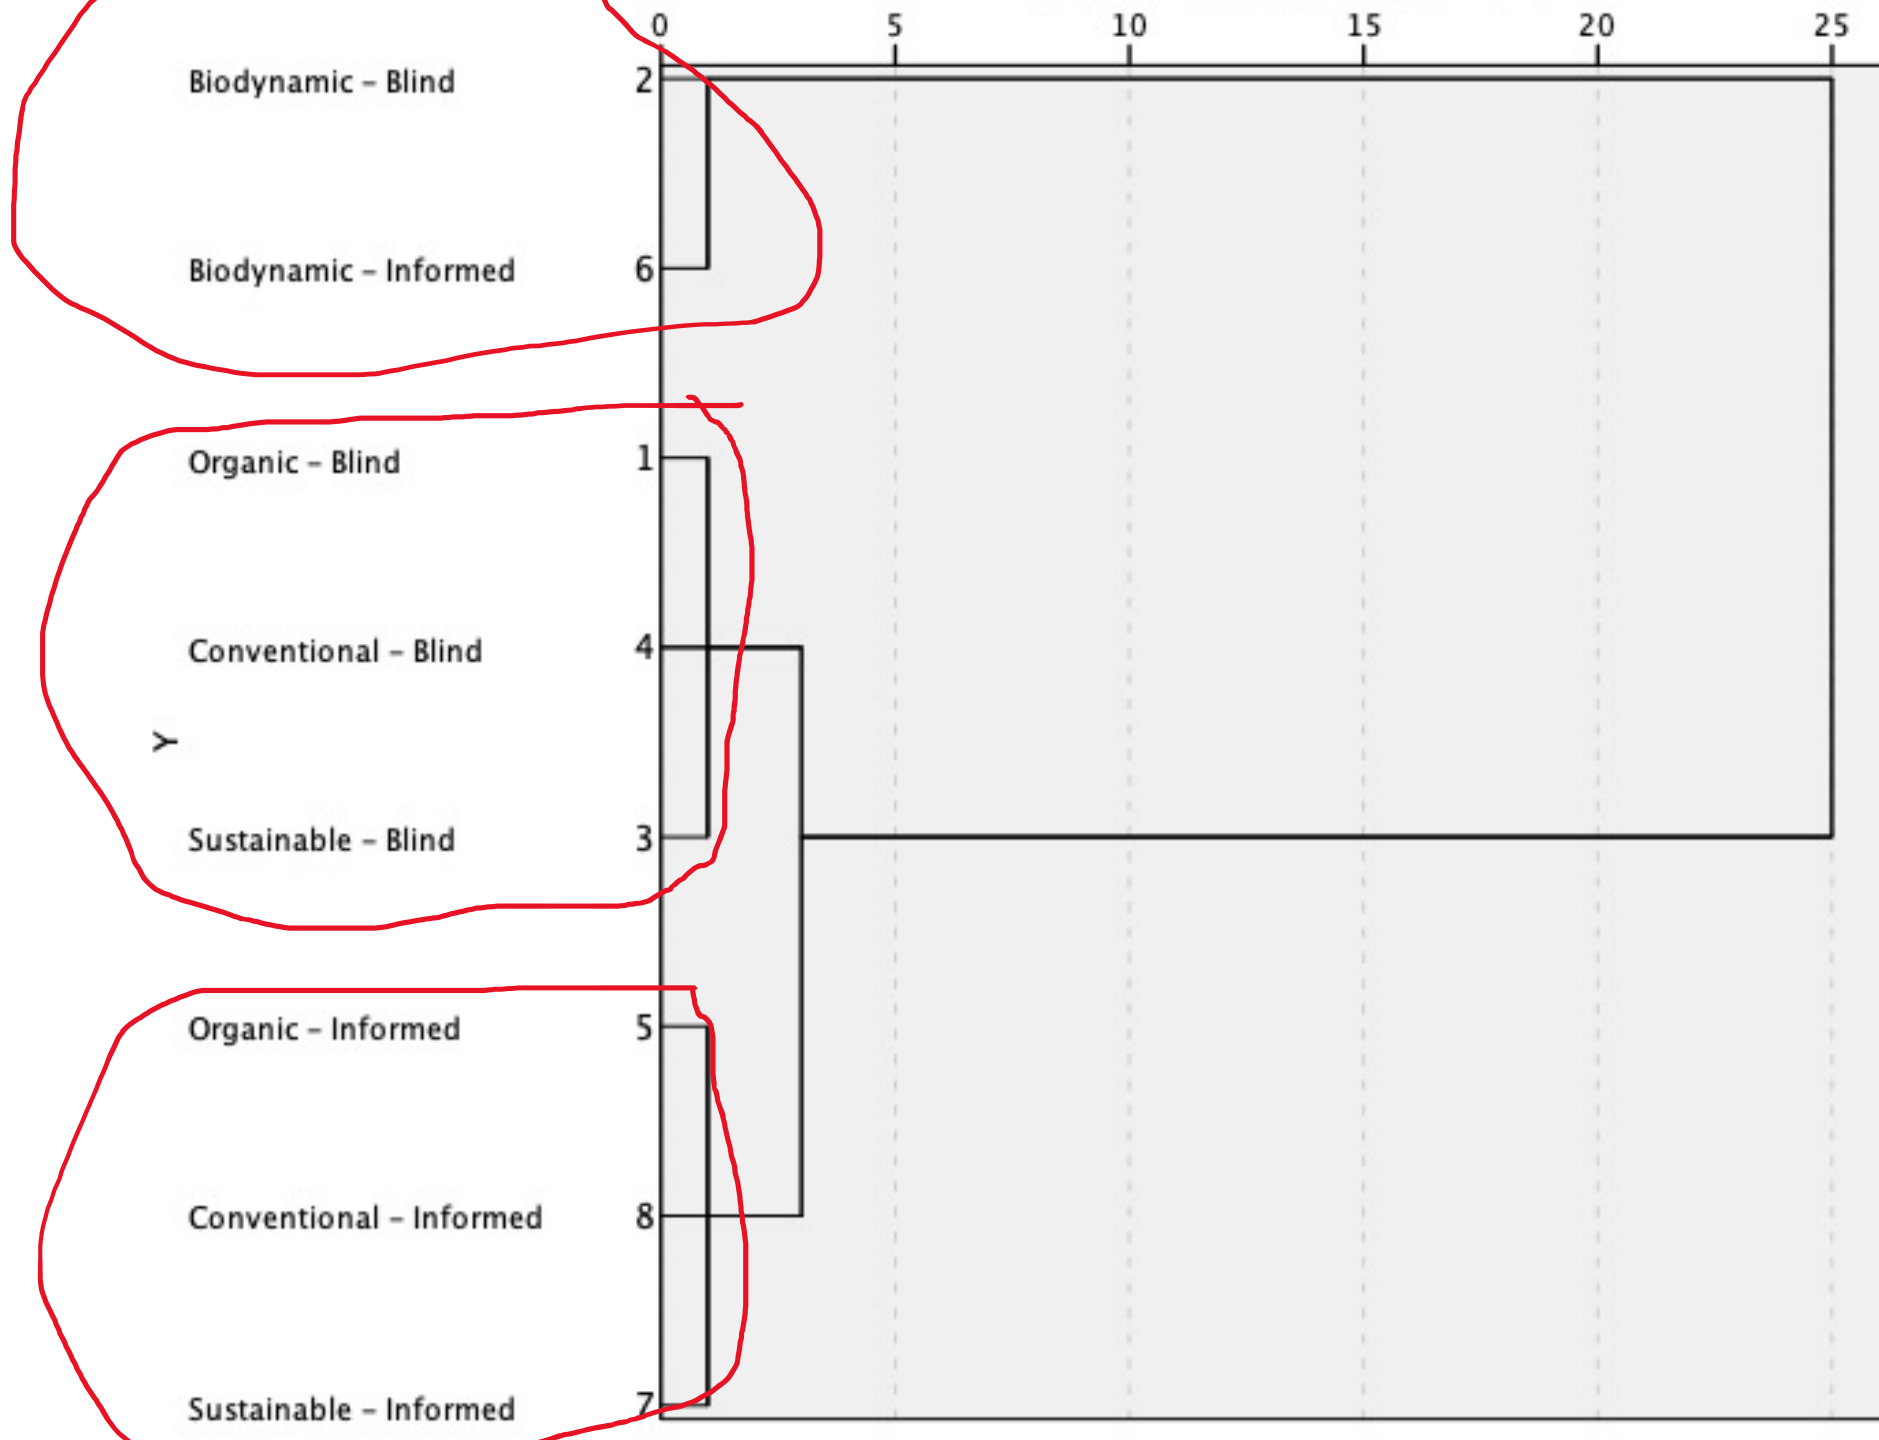 0 5 10 15 20 25
Biodynamic – Blind 2
Biodynamic – Informed 6
Organic – Blind 1
Conventional – Blind 4
Y
Sustainable – Blind 3
Organic – Informed 5
Conventional – Informed 8
Sustainable – Informed 7